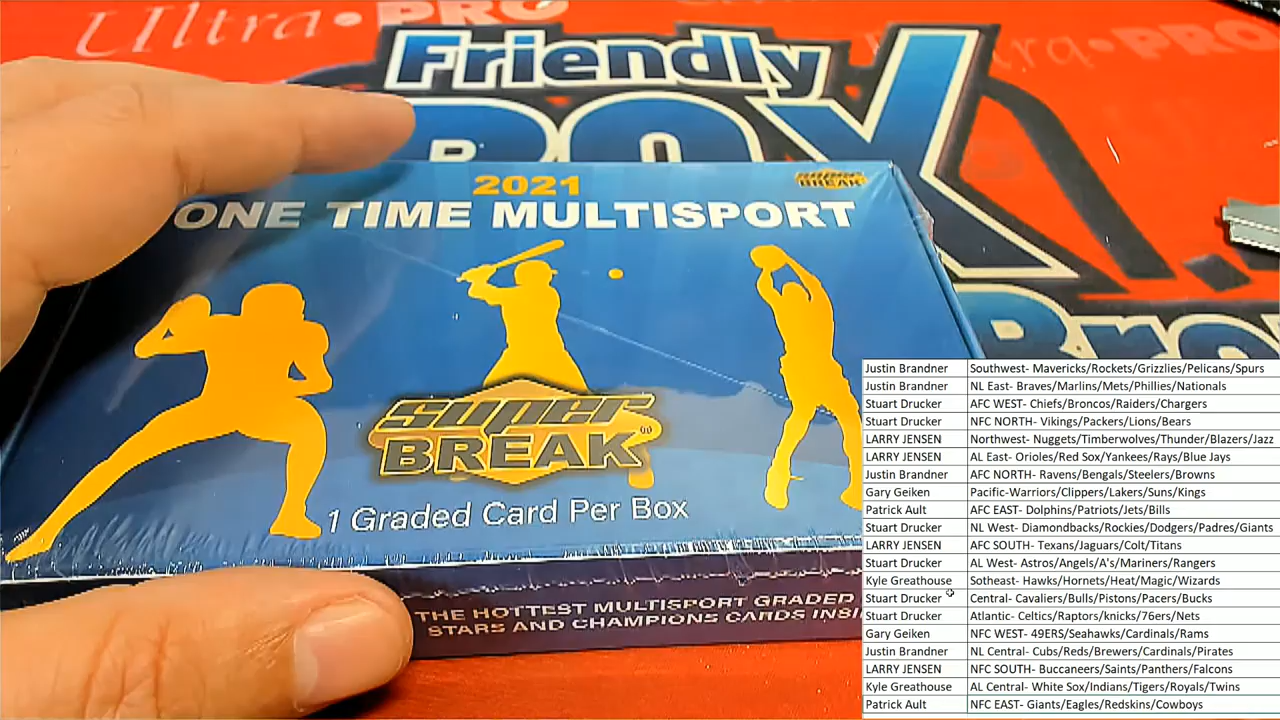 Ultra•PRO
ultra•PRO
Friendly
BOX
Bro
2021
super BREAK
ONE TIME MULTISPORT
super
BREAK
1 Graded Card Per Box
THE HOTTEST MULTISPORT GRADED
STARS AND CHAMPIONS CARDS INSI
Justin Brandner Southwest- Mavericks/Rockets/Grizzlies/Pelicans/Spurs
Justin Brandner NL East- Braves/Marlins/Mets/Phillies/Nationals
Stuart Drucker AFC WEST- Chiefs/Broncos/Raiders/Chargers
Stuart Drucker NFC NORTH- Vikings/Packers/Lions/Bears
LARRY JENSEN Northwest- Nuggets/Timberwolves/Thunder/Blazers/Jazz
LARRY JENSEN AL East- Orioles/Red Sox/Yankees/Rays/Blue Jays
Justin Brandner AFC NORTH- Ravens/Bengals/Steelers/Browns
Gary Geiken Pacific-Warriors/Clippers/Lakers/Suns/Kings
Patrick Ault AFC EAST- Dolphins/Patriots/Jets/Bills
Stuart Drucker NL West- Diamondbacks/Rockies/Dodgers/Padres/Giants
LARRY JENSEN AFC SOUTH- Texans/Jaguars/Colt/Titans
Stuart Drucker AL West- Astros/Angels/A's/Mariners/Rangers
Kyle Greathouse Sotheast- Hawks/Hornets/Heat/Magic/Wizards
Stuart Drucker Central- Cavaliers/Bulls/Pistons/Pacers/Bucks
Stuart Drucker Atlantic- Celtics/Raptors/knicks/76ers/Nets
Gary Geiken NFC WEST- 49ERS/Seahawks/Cardinals/Rams
Justin Brandner NL Central- Cubs/Reds/Brewers/Cardinals/Pirates
LARRY JENSEN NFC SOUTH- Buccaneers/Saints/Panthers/Falcons
Kyle Greathouse AL Central- White Sox/Indians/Tigers/Royals/Twins
Patrick Ault NFC EAST- Giants/Eagles/Redskins/Cowboys